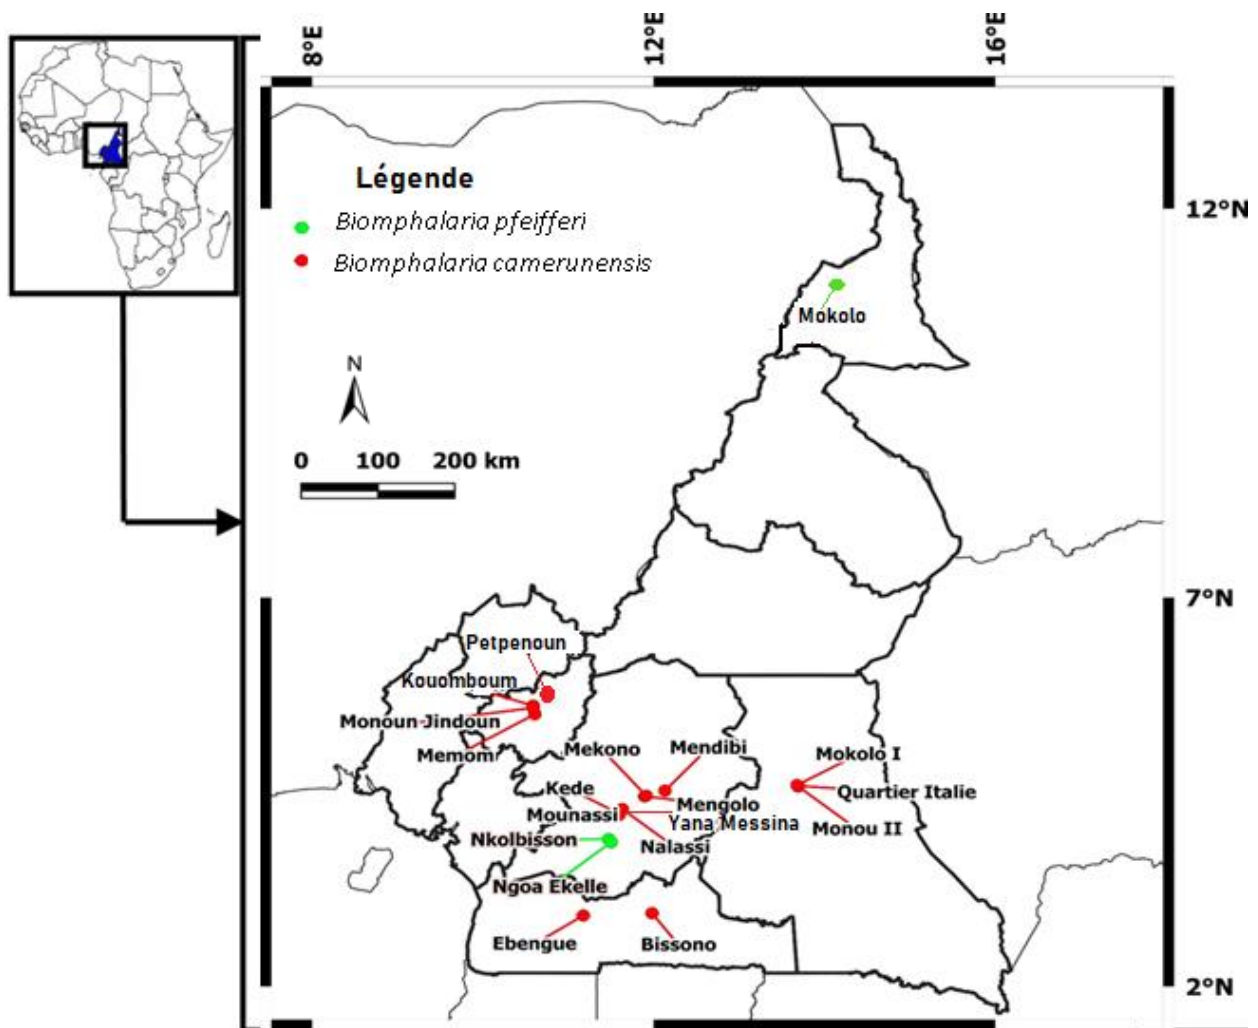 8°E
12°E
16°E
Légende
Biomphalaria pfeifferi
Biomphalaria camerunensis
12°N
Mokolo
N
0 100 200 km
7°N
Petpenoun
Kouomboum
Monoun Jindoun
Memom
Mekono
Mendibi
Mokolo I
Kede
Mengolo
Quartier Italie
Mounassi
Yana Messina
Monou II
Nkolbisson
Nalassi
Ngoa Ekelle
Ebengue
Bissono
2°N